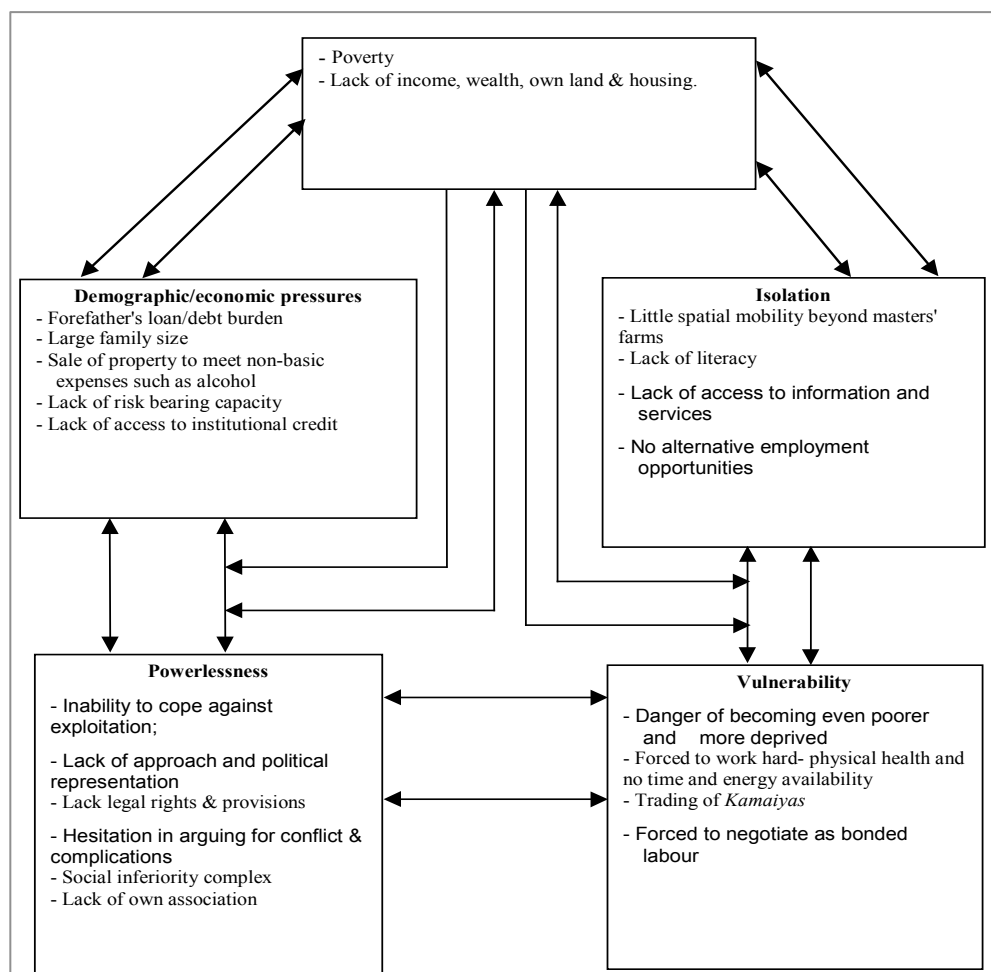 - Poverty
- Lack of income, wealth, own land & housing.
Demographic/economic pressures
- Forefather's loan/debt burden
- Large family size
- Sale of property to meet non-basic
expenses such as alcohol
- Lack of risk bearing capacity
- Lack of access to institutional credit
Isolation
- Little spatial mobility beyond masters'
farms
- Lack of literacy
- Lack of access to information and
services
- No alternative employment
opportunities
Powerlessness
- Inability to cope against
exploitation;
- Lack of approach and political
representation
- Lack legal rights & provisions
- Hesitation in arguing for conflict &
complications
- Social inferiority complex
- Lack of own association
Vulnerability
- Danger of becoming even poorer
and more deprived
- Forced to work hard- physical health and
no time and energy availability
- Trading of Kamaiyas
- Forced to negotiate as bonded
labour